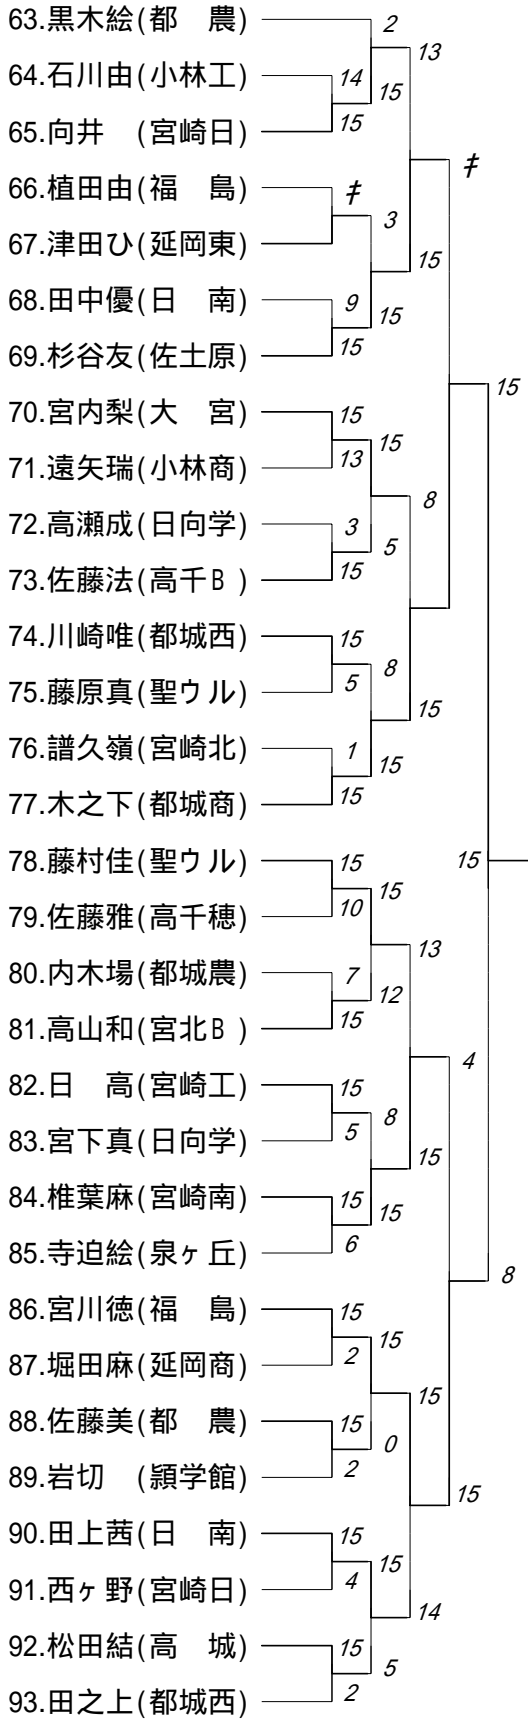 63.黒木絵(都　農)
2
13
64.石川由(小林工)
14
15
65.向井　(宮崎日)
15
キ
66.植田由(福　島)
キ
3
67.津田ひ(延岡東)
15
68.田中優(日　南)
9
15
69.杉谷友(佐土原)
15
15
70.宮内梨(大　宮)
15
15
71.遠矢瑞(小林商)
13
8
72.高瀬成(日向学)
3
5
73.佐藤法(高千B )
15
74.川崎唯(都城西)
15
8
75.藤原真(聖ウル)
5
15
76.譜久嶺(宮崎北)
1
15
77.木之下(都城商)
15
78.藤村佳(聖ウル)
15
15
15
79.佐藤雅(高千穂)
10
13
80.内木場(都城農)
7
12
81.高山和(宮北B )
15
4
82.日　高(宮崎工)
15
8
83.宮下真(日向学)
5
15
84.椎葉麻(宮崎南)
15
15
85.寺迫絵(泉ヶ丘)
6
8
86.宮川徳(福　島)
15
15
87.堀田麻(延岡商)
2
15
88.佐藤美(都　農)
15
0
89.岩切　(頴学館)
2
15
90.田上茜(日　南)
15
15
91.西ヶ野(宮崎日)
4
14
92.松田結(高　城)
15
5
93.田之上(都城西)
2